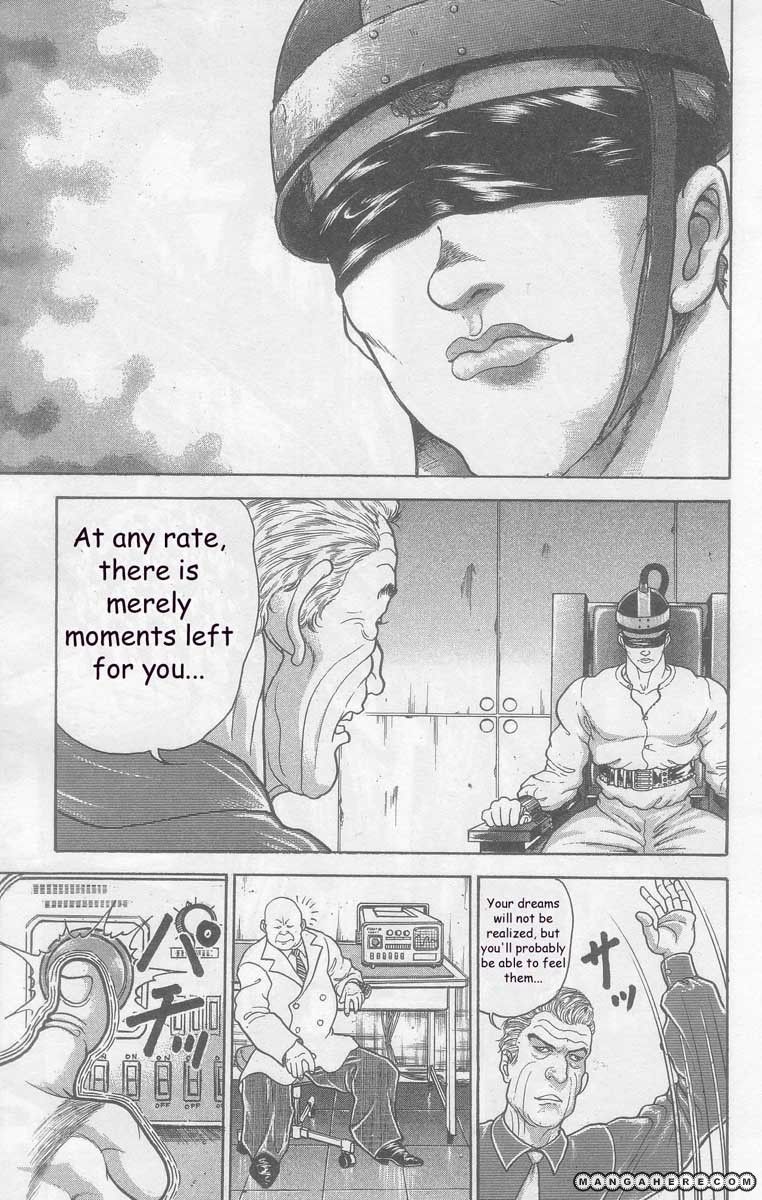 At any rate,
there is
merely
moments left
for you...
Your dreams
will not be
realized, but
you'll probably
be able to feel
them...
サッ
パチッ
ON
ON
OFF
OFF
MANGAHERE.COM